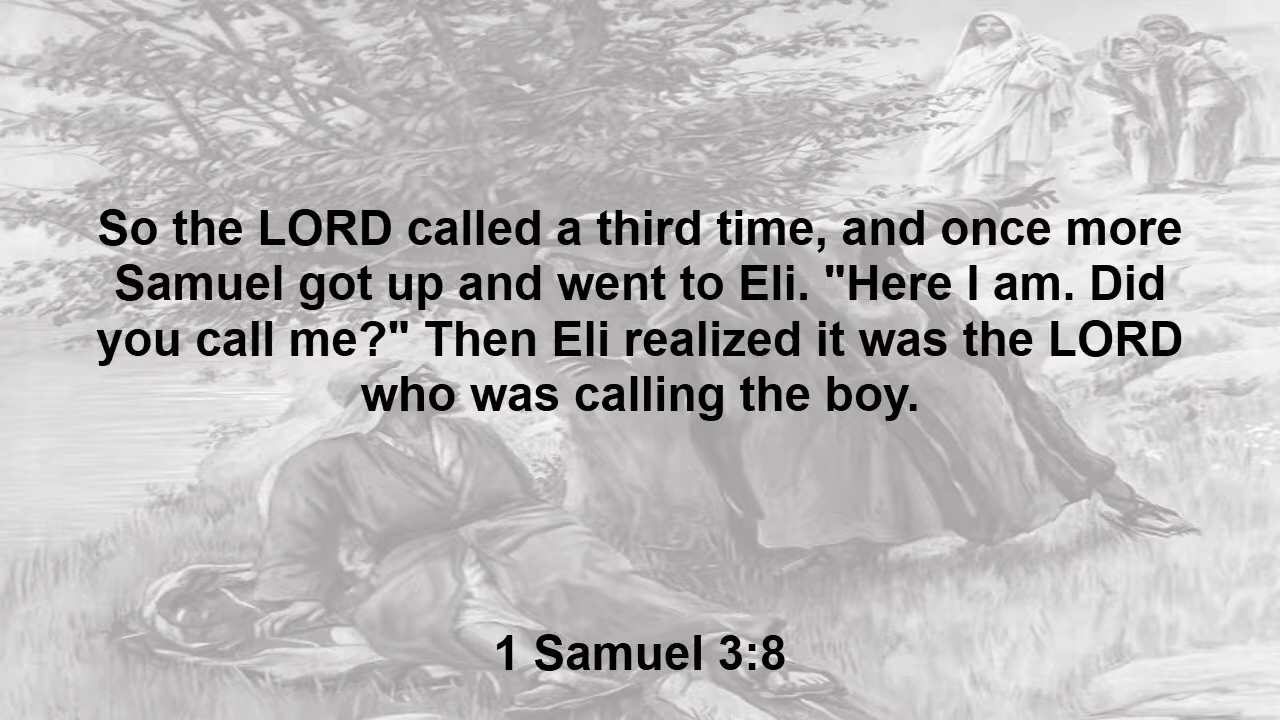 So the LORD called a third time, and once more
Samuel got up and went to Eli. "Here I am. Did
you call me?" Then Eli realized it was the LORD
who was calling the boy.
1 Samuel 3:8